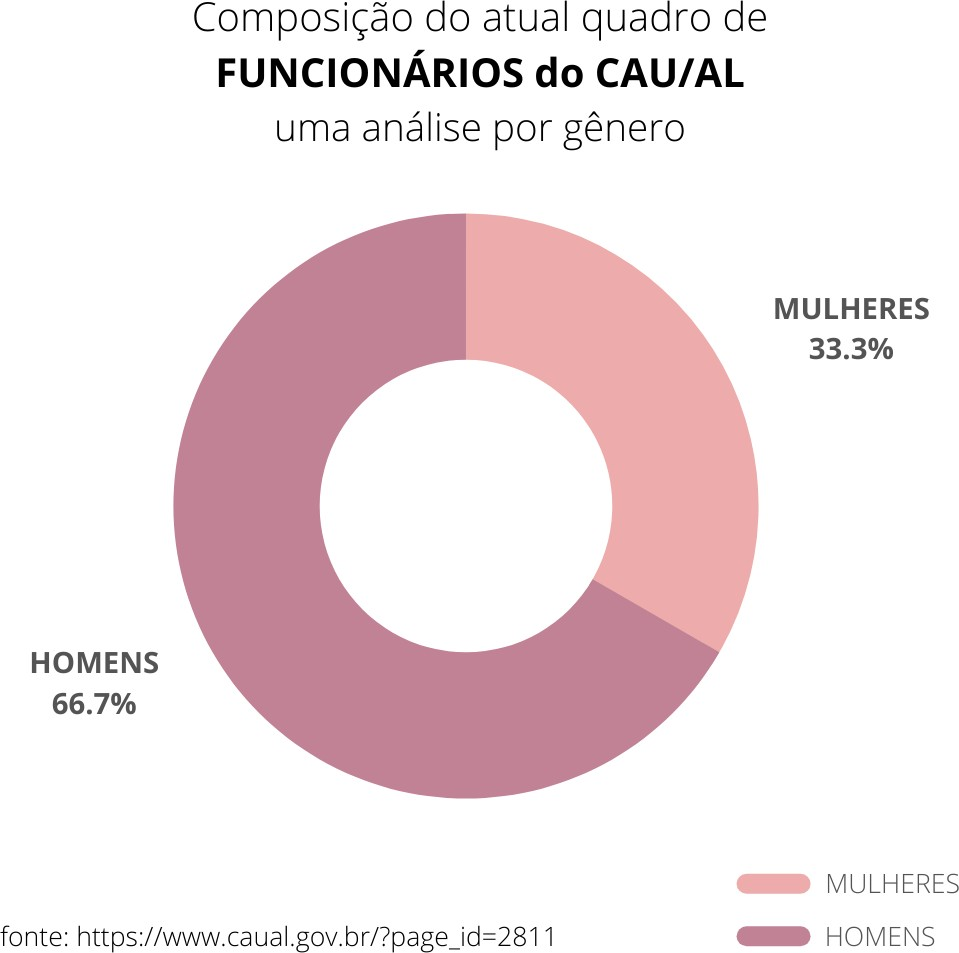 Composição do atual quadro de
FUNCIONÁRIOS do CAU/AL
uma análise por gênero
MULHERES
33.3%
HOMENS
66.7%
MULHERES
fonte: https://www.caual.gov.br/?page_id=2811
HOMENS